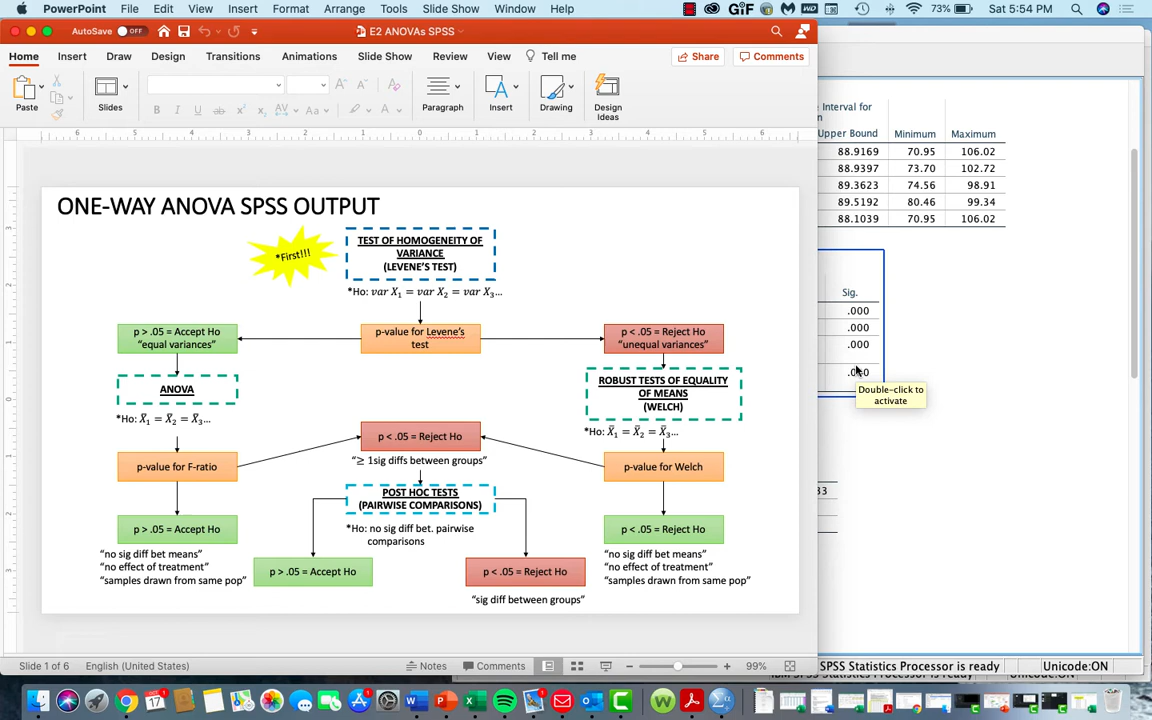 PowerPoint File Edit View Insert Format Arrange Tools Slide Show Window Help GIF 73% Sat 5:54 PM
AutoSave OFF E2 ANOVAs SPSS
Home Insert Draw Design Transitions Animations Slide Show Review View Tell me Share Comments
Paste Slides Paragraph Insert Drawing Design Ideas
ONE-WAY ANOVA SPSS OUTPUT
*First!!!
TEST OF HOMOGENEITY OF
VARIANCE
(LEVENE'S TEST)
*Ho: var X1 = var X2 = var X3…
p > .05 = Accept Ho
"equal variances"
p-value for Levene's
test
p < .05 = Reject Ho
"unequal variances"
ANOVA
*Ho: X̄1 = X̄2 = X̄3…
ROBUST TESTS OF EQUALITY
OF MEANS
(WELCH)
*Ho: X̄1 = X̄2 = X̄3…
p-value for F-ratio
p < .05 = Reject Ho
"≥ 1sig diffs between groups"
p-value for Welch
POST HOC TESTS
(PAIRWISE COMPARISONS)
*Ho: no sig diff bet. pairwise
comparisons
p > .05 = Accept Ho
"no sig diff bet means"
"no effect of treatment"
"samples drawn from same pop"
p > .05 = Accept Ho
p < .05 = Reject Ho
"sig diff between groups"
p < .05 = Reject Ho
"no sig diff bet means"
"no effect of treatment"
"samples drawn from same pop"
Slide 1 of 6 English (United States) Notes Comments 99%
Interval for
Upper Bound Minimum Maximum
88.9169 70.95 106.02
88.9397 73.70 102.72
89.3623 74.56 98.91
89.5192 80.46 99.34
88.1039 70.95 106.02
Sig.
.000
.000
.000
Double-click to
activate
SPSS Statistics Processor is ready Unicode:ON